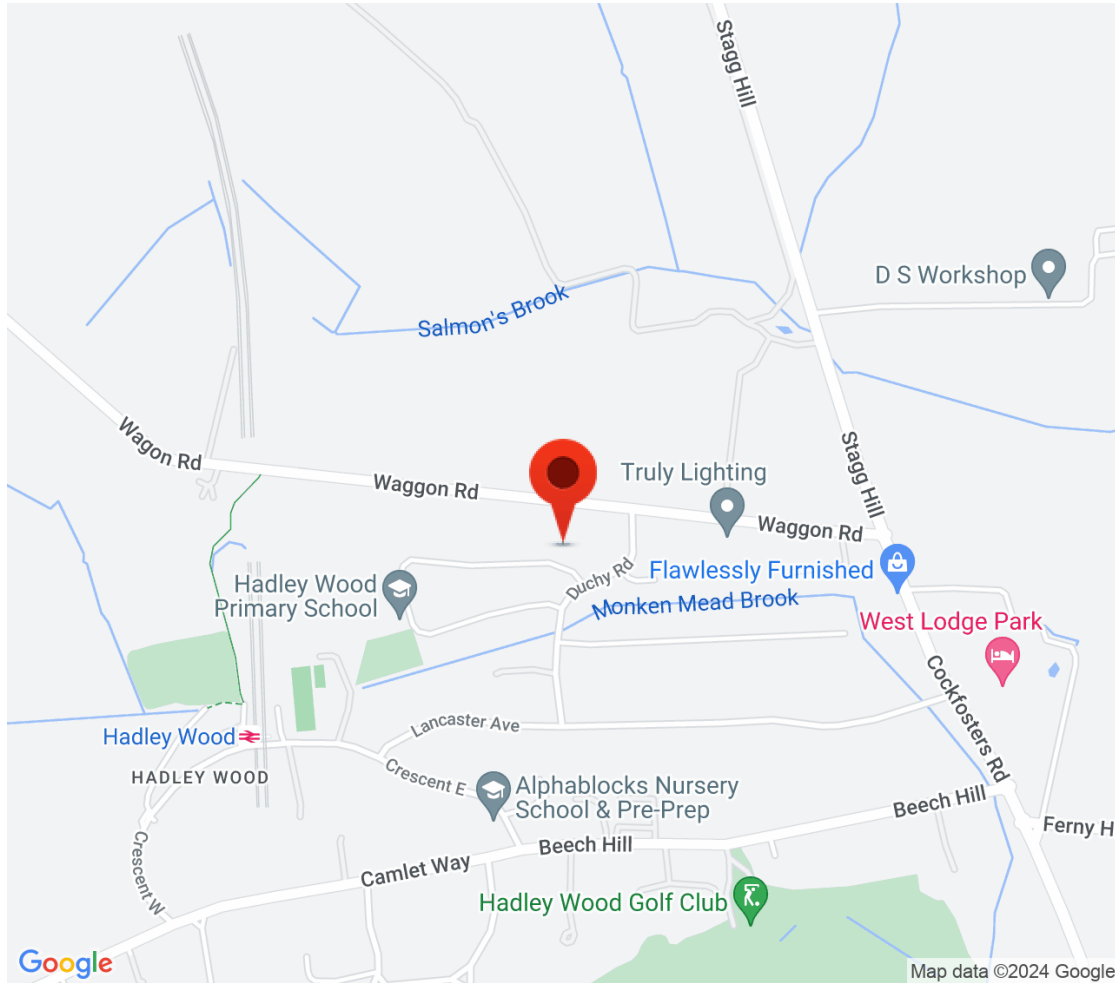 Stagg Hill
D S Workshop
Salmon's Brook
Wagon Rd
Waggon Rd
Truly Lighting
Stagg Hill
Waggon Rd
Hadley Wood
Primary School
Duchy Rd
Flawlessly Furnished
Monken Mead Brook
West Lodge Park
Lancaster Ave
Hadley Wood
Cockfosters Rd
HADLEY WOOD
Crescent E
Alphablocks Nursery
School & Pre-Prep
Beech Hill
Ferny H
Beech Hill
Crescent W
Camlet Way
Hadley Wood Golf Club
Google
Map data ©2024 Google